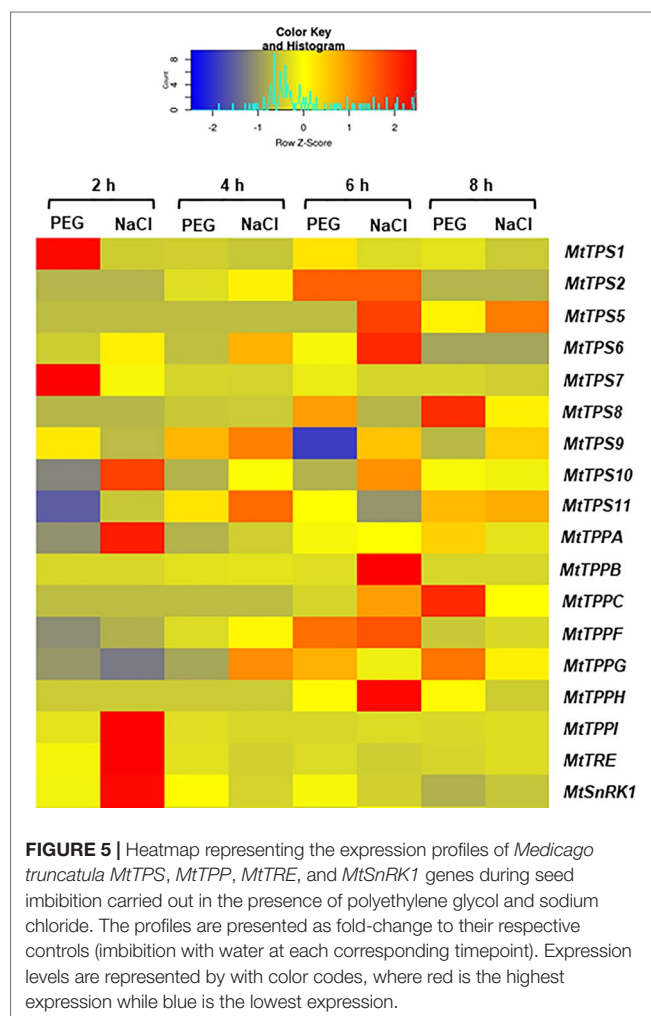 Color Key
and Histogram
Count
0 4 8
-2 -1 0 1 2
Row Z-Score
2 h 4 h 6 h 8 h
PEG NaCl PEG NaCl PEG NaCl PEG NaCl
MtTPS1
MtTPS2
MtTPS5
MtTPS6
MtTPS7
MtTPS8
MtTPS9
MtTPS10
MtTPS11
MtTPPA
MtTPPB
MtTPPC
MtTPPF
MtTPPG
MtTPPH
MtTPPI
MtTRE
MtSnRK1
FIGURE 5 | Heatmap representing the expression profiles of Medicago
truncatula MtTPS, MtTPP, MtTRE, and MtSnRK1 genes during seed
imbibition carried out in the presence of polyethylene glycol and sodium
chloride. The profiles are presented as fold-change to their respective
controls (imbibition with water at each corresponding timepoint). Expression
levels are represented by with color codes, where red is the highest
expression while blue is the lowest expression.